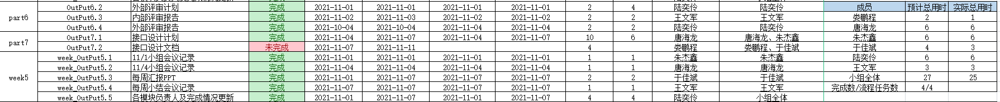 OutPut6.2 外部评审计划 完成 2021-11-01 2021-11-01 2021-11-01 2021-11-01 2 4 陆奕伶 陆奕伶 成员 预计总用时 实际总用时
part6 OutPut6.3 内部评审报告 完成 2021-11-02 2021-11-03 2021-11-02 2021-11-02 2 2 王文军 王文军 娄鹏程 2 1
OutPut6.4 外部评审报告 完成 2021-10-04 2021-10-04 2021-11-04 2021-11-04 2 2 陆奕伶 陆奕伶 唐海龙 6 6
part7 OutPut7.1 接口设计计划 完成 2021-11-04 2021-11-07 2021-11-04 2021-11-07 10 6 唐海龙 唐海龙、朱杰鑫 朱杰鑫 6 6
OutPut7.2 接口设计文档 未完成 2021-11-07 2021-11-11 4 娄鹏程 娄鹏程、于佳斌 于佳斌 4 3
week_OutPut5.1 11/1小组会议记录 完成 2021-11-01 2021-11-01 2021-11-01 2021-11-01 1 1 朱杰鑫 朱杰鑫 陆奕伶 6 6
week_OutPut5.2 11/4小组会议记录 完成 2021-11-04 2021-11-04 2021-11-04 2021-11-04 1 1 唐海龙 唐海龙 王文军 3 3
week5 week_OutPut5.3 每周汇报PPT 完成 2021-11-01 2021-11-07 2021-11-07 2021-11-07 2 2 于佳斌 于佳斌 小组全体 27 25
week_OutPut5.4 每周小结会议记录 完成 2021-11-07 2021-11-07 2021-11-07 2021-11-07 1 1 王文军 王文军 完成数/流程任务数 4/4
week_OutPut5.5 各模块负责人及完成情况更新 完成 2021-11-07 2021-11-07 2021-11-07 2021-11-07 4 4 陆奕伶 小组全体